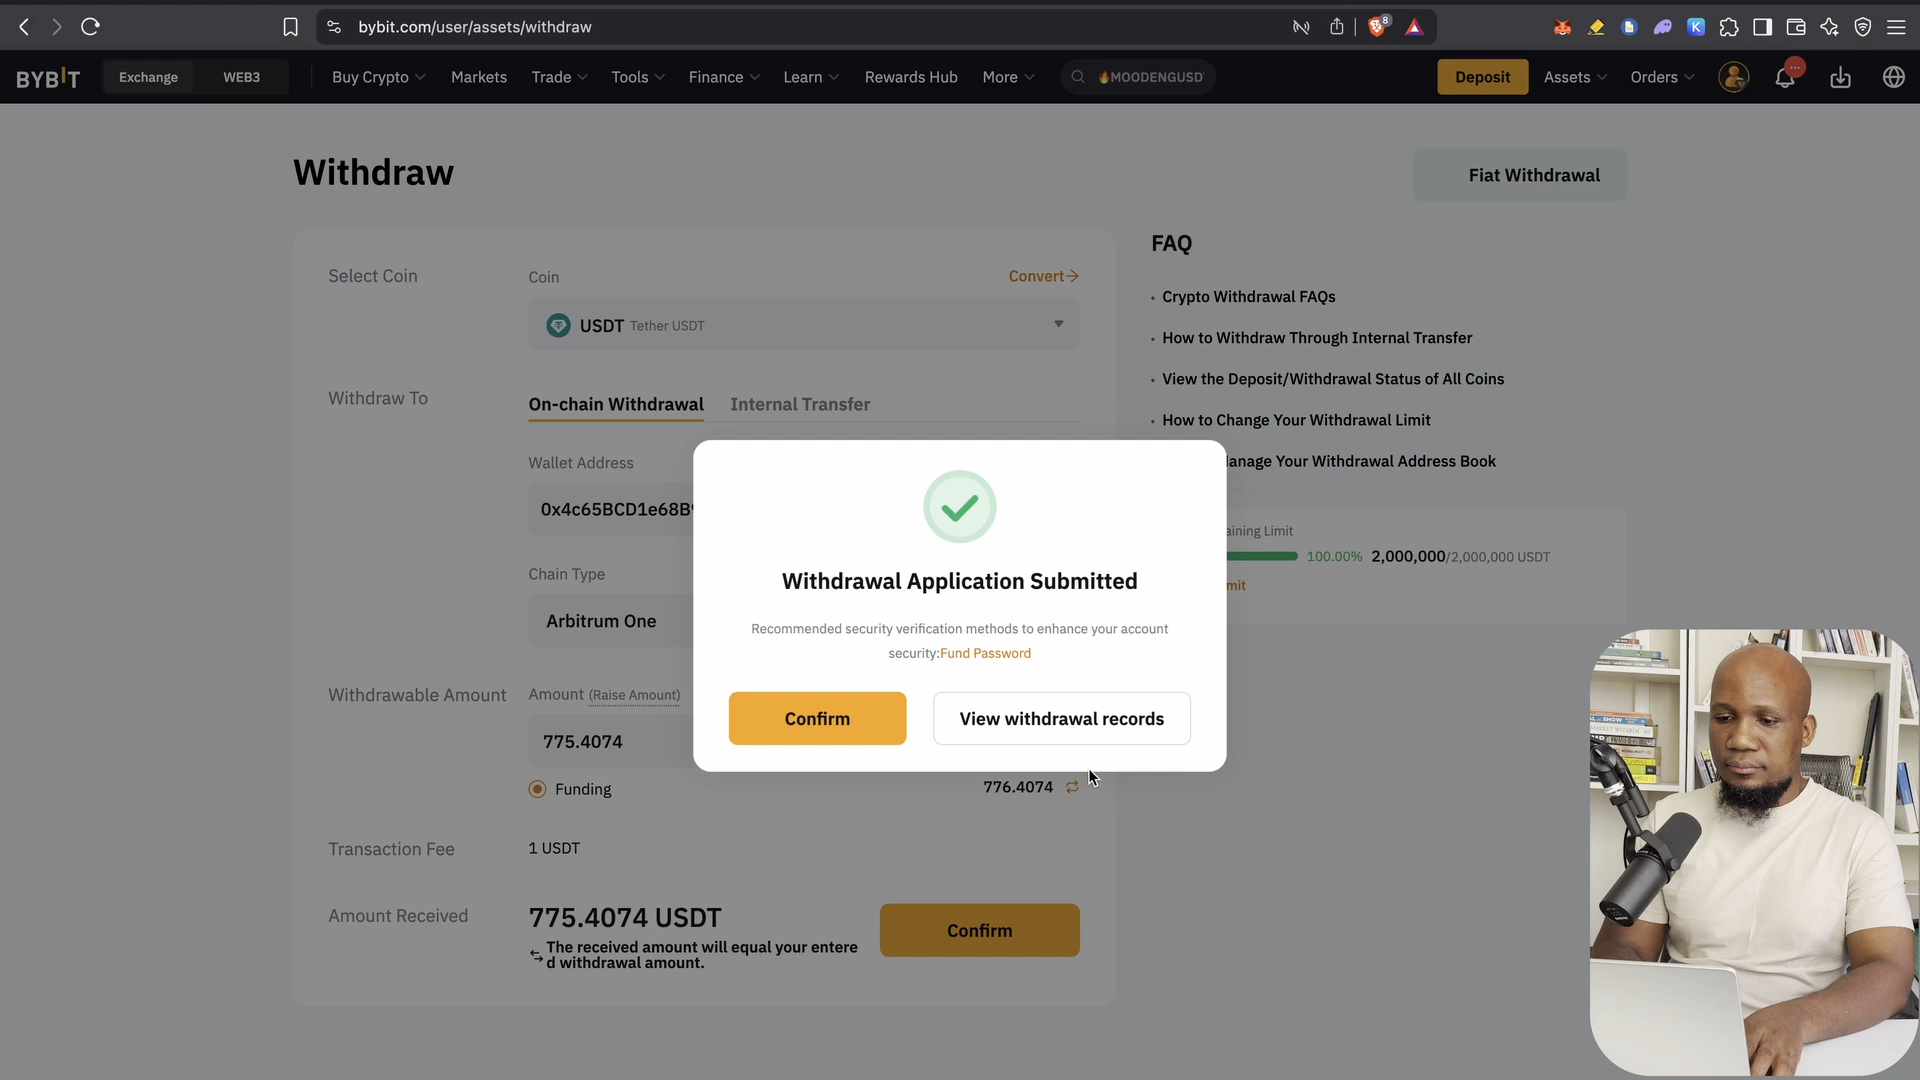 bybit.com/user/assets/withdraw
8
K
BYBIT
Exchange
WEB3
Buy Crypto
Markets
Trade
Tools
Finance
Learn
Rewards Hub
More
MOODENGUSD
Deposit
Assets
Orders
Withdraw
Fiat Withdrawal
Select Coin
Coin
Convert
USDT Tether USDT
Withdraw To
On-chain Withdrawal
Internal Transfer
Wallet Address
0x4c65BCD1e68B
Chain Type
Arbitrum One
Withdrawable Amount
Amount (Raise Amount)
775.4074
Funding
776.4074
Transaction Fee
1 USDT
Amount Received
775.4074 USDT
The received amount will equal your entere
d withdrawal amount.
Confirm
FAQ
Crypto Withdrawal FAQs
How to Withdraw Through Internal Transfer
View the Deposit/Withdrawal Status of All Coins
How to Change Your Withdrawal Limit
anage Your Withdrawal Address Book
aining Limit
100.00% 2,000,000/2,000,000 USDT
mit
Withdrawal Application Submitted
Recommended security verification methods to enhance your account
security:Fund Password
Confirm
View withdrawal records